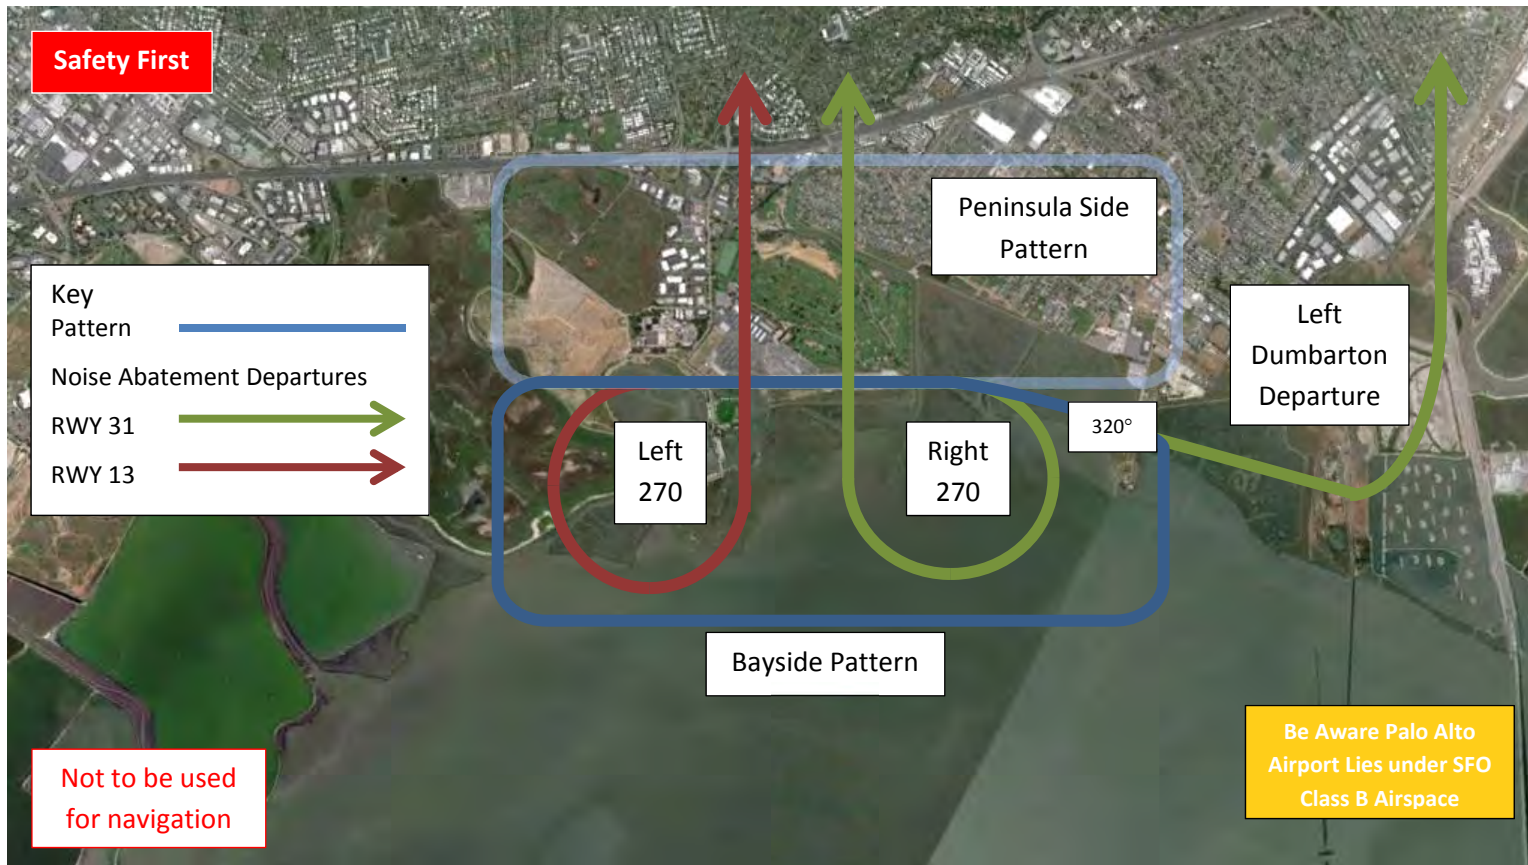 Safety First
Peninsula Side
Pattern
Key
Pattern
Noise Abatement Departures
RWY 31
RWY 13
Left
Dumbarton
Departure
320°
Left
270
Right
270
Bayside Pattern
Not to be used
for navigation
Be Aware Palo Alto
Airport Lies under SFO
Class B Airspace